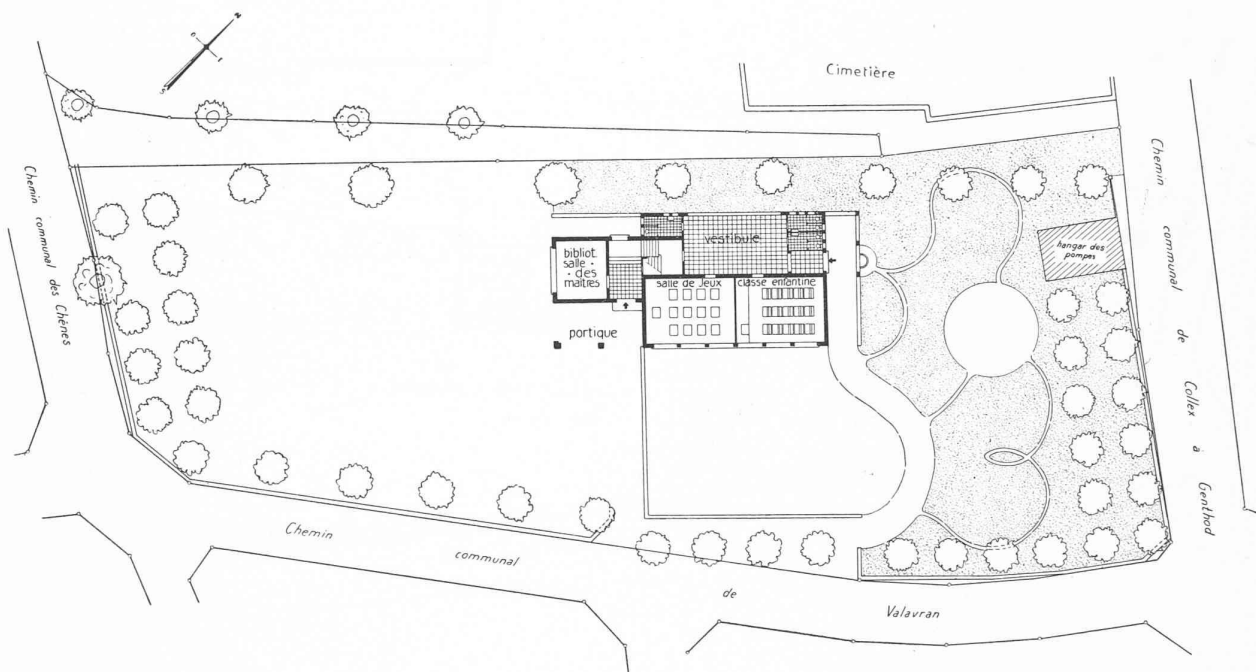 N
S
Cimetière
Chemin communal des Chênes
Chemin communal de Collex à Genthod
hangar des
pompes
vestibule
bibliot.
salle •
• des
maîtres
salle de Jeux
classe enfantine
portique
Chemin communal de Valavran